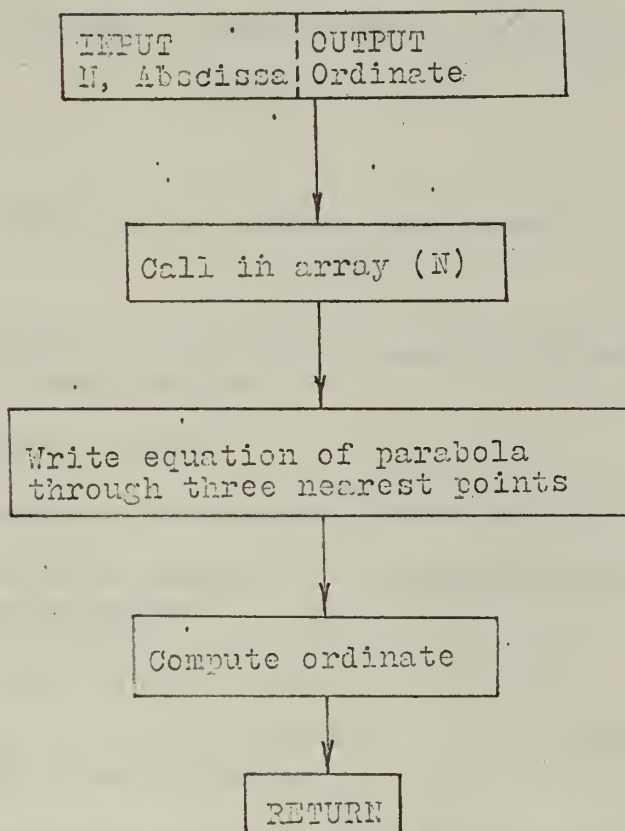 INPUT
N, Abscissa
OUTPUT
Ordinate
Call in array (N)
Write equation of parabola
through three nearest points
Compute ordinate
RETURN